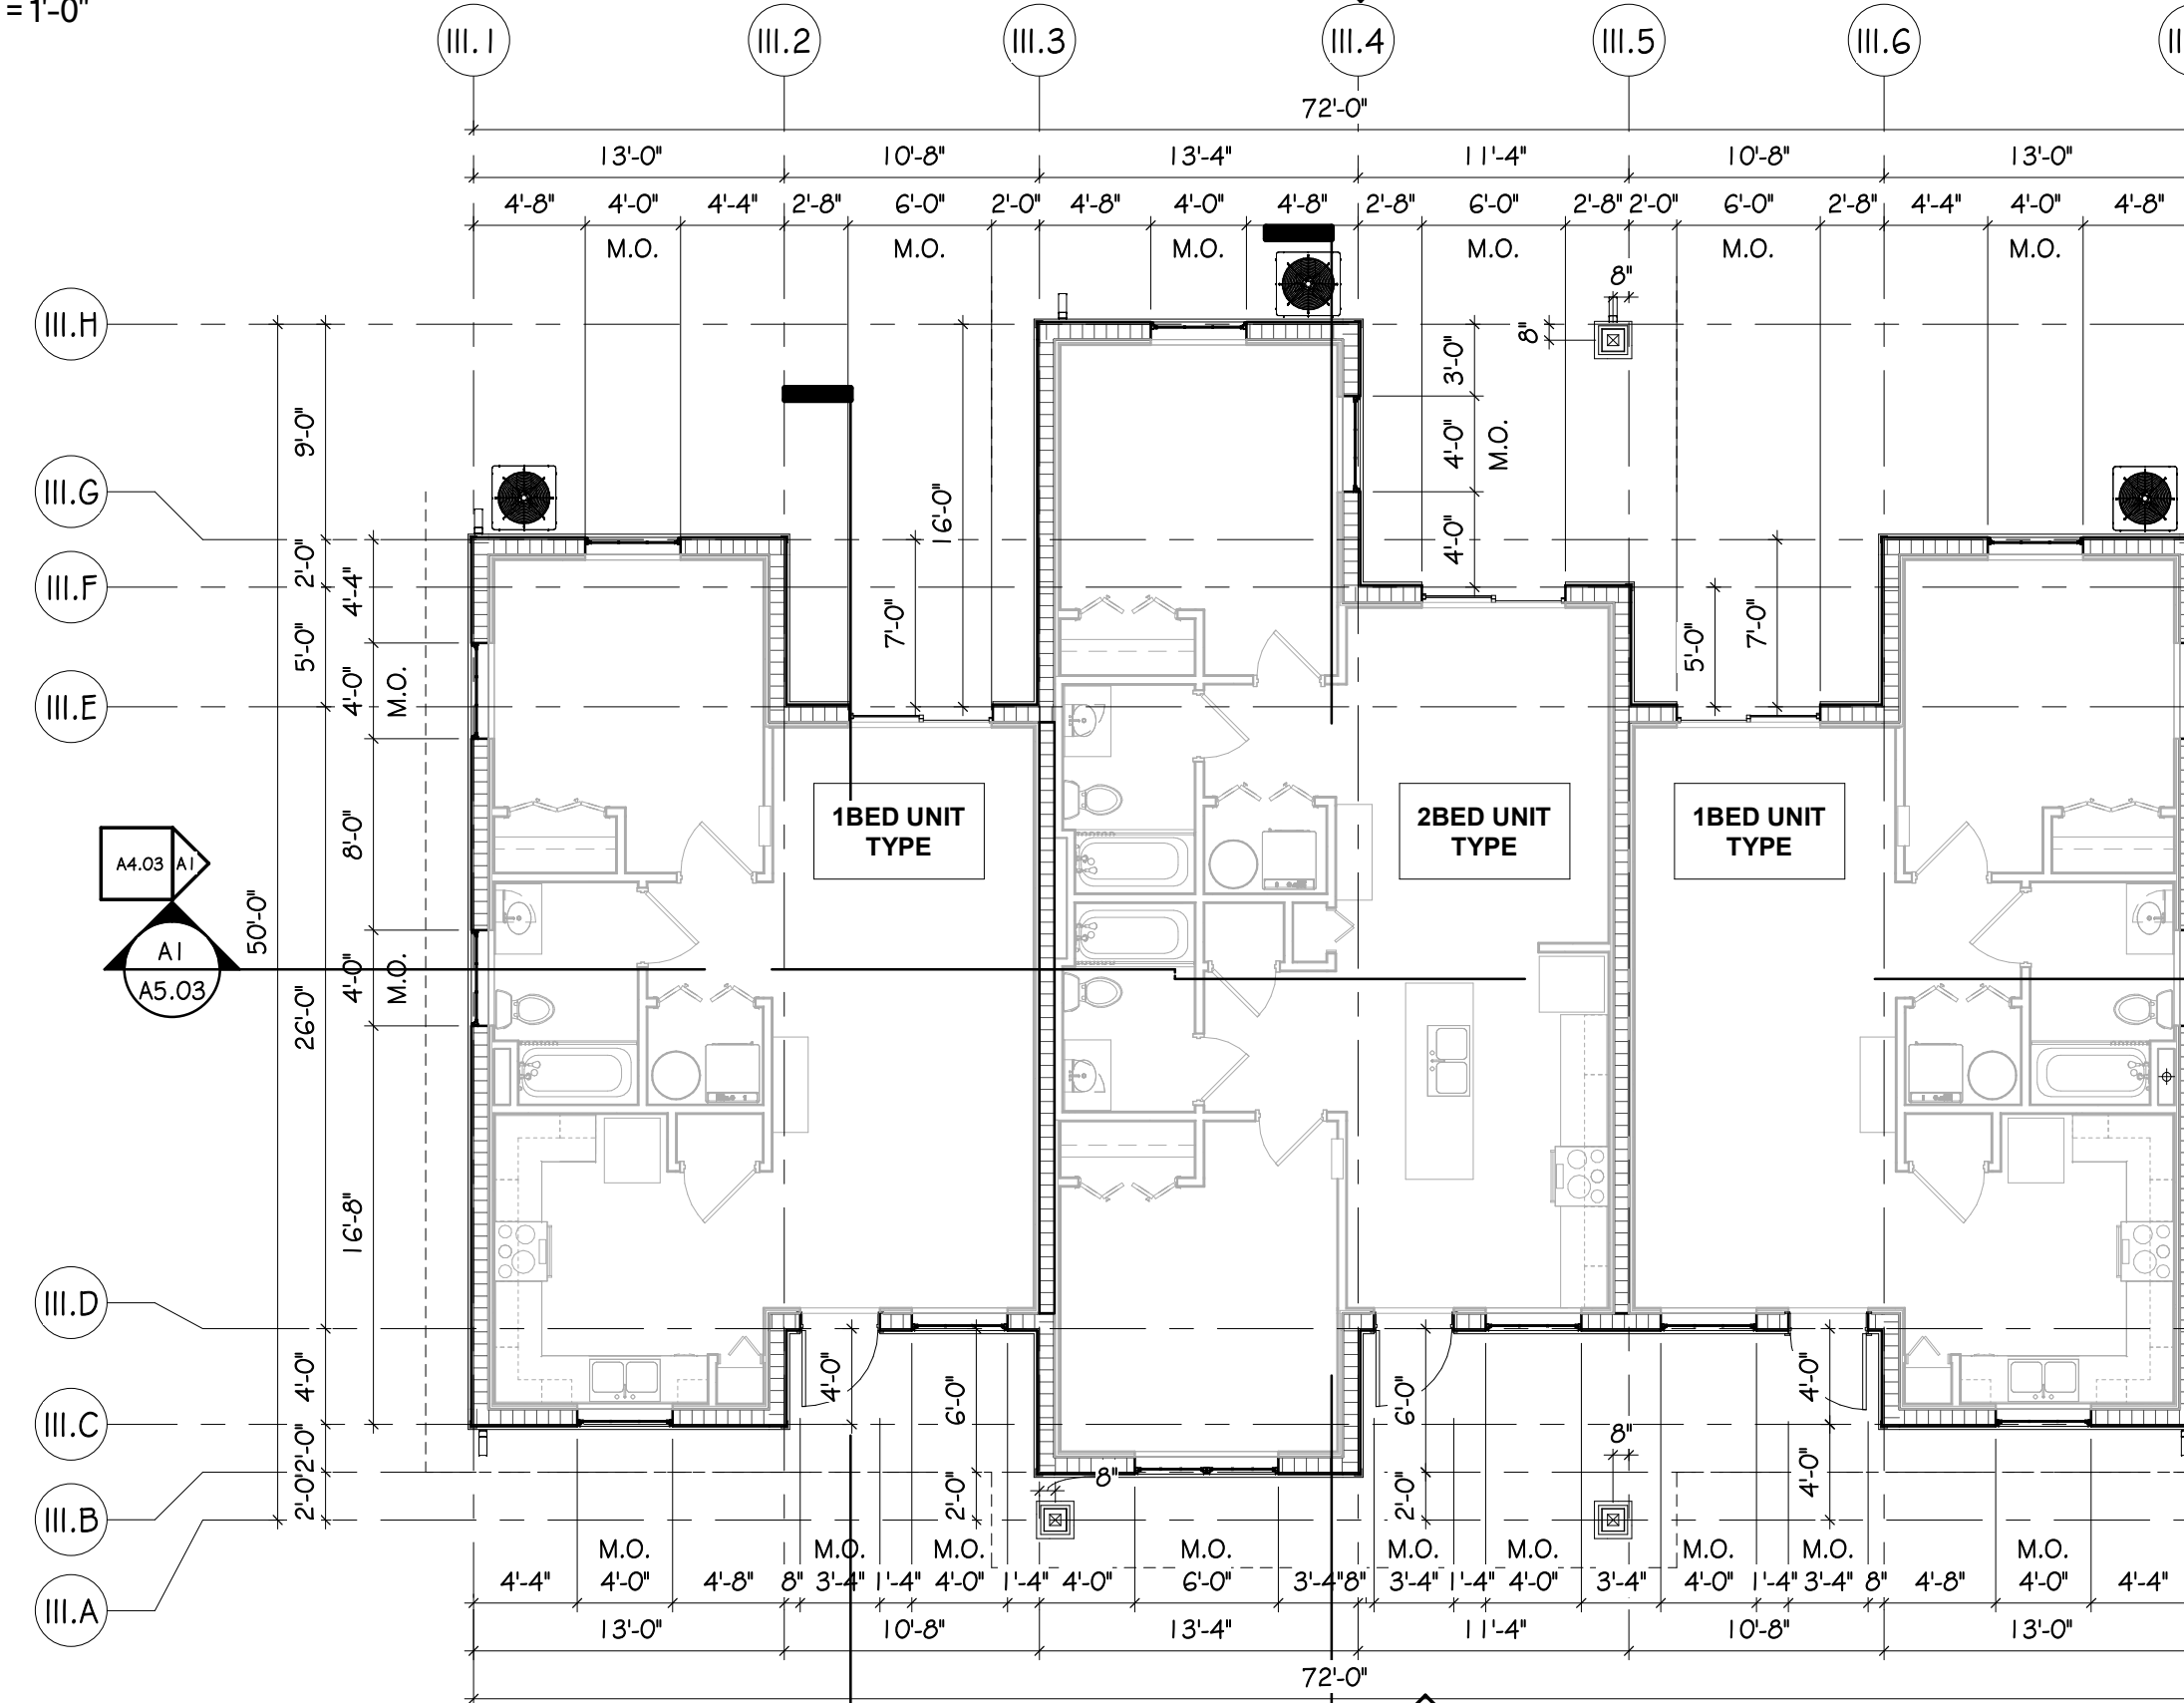 = 1'-0"
III.1 III.2 III.3 III.4 III.5 III.6
72'-0"
13'-0" 10'-8" 13'-4" 11'-4" 10'-8" 13'-0"
4'-8" 4'-0" 4'-4" 2'-8" 6'-0" 2'-0" 4'-8" 4'-0" 4'-8" 2'-8" 6'-0" 2'-8" 2'-0" 6'-0" 2'-8" 4'-4" 4'-0" 4'-8"
M.O. M.O. M.O. M.O. M.O. M.O.
8"
III.H
8"
3'-0"
9'-0"
4'-0"
M.O.
III.G
16'-0"
4'-0"
2'-0"
III.F
4'-4"
7'-0"
5'-0"
7'-0"
5'-0"
III.E
4'-0"
M.O.
1BED UNIT
TYPE
2BED UNIT
TYPE
1BED UNIT
TYPE
8'-0"
A4.03 A1
50'-0"
A1
A5.03
4'-0"
M.O.
26'-0"
16'-8"
III.D
4'-0"
4'-0"
6'-0"
6'-0"
4'-0"
III.C
8"
2'-0"
8"
2'-0"
2'-0"
2'-0"
4'-0"
III.B
M.O. M.O. M.O. M.O. M.O. M.O. M.O. M.O. M.O.
4'-4" 4'-0" 4'-8" 8" 3'-4" 1'-4" 4'-0" 1'-4" 4'-0" 6'-0" 3'-4" 8" 3'-4" 1'-4" 4'-0" 3'-4" 4'-0" 1'-4" 3'-4" 8" 4'-8" 4'-0" 4'-4"
III.A
13'-0" 10'-8" 13'-4" 11'-4" 10'-8" 13'-0"
72'-0"